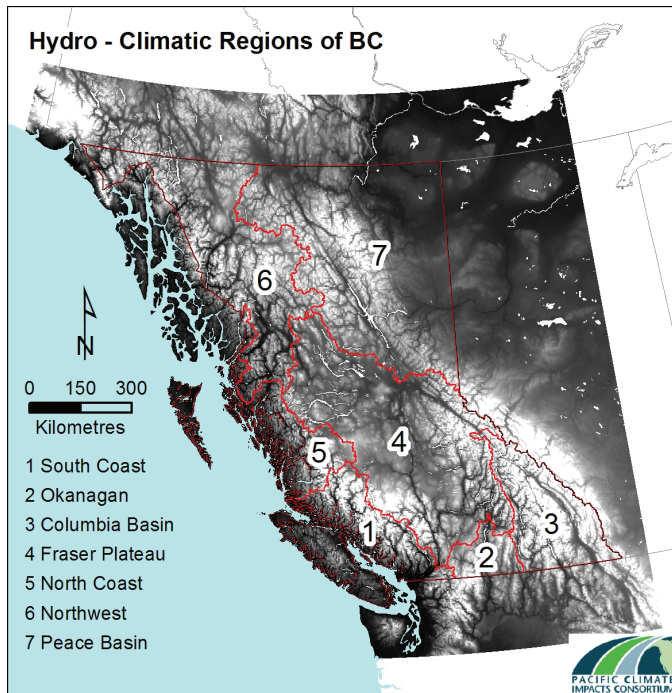 Hydro - Climatic Regions of BC
7
6
N
0 150 300
Kilometres
4
5
1 South Coast
2 Okanagan
3 Columbia Basin
4 Fraser Plateau
5 North Coast
6 Northwest
7 Peace Basin
1
3
2
PACIFIC CLIMATE
IMPACTS CONSORTIUM